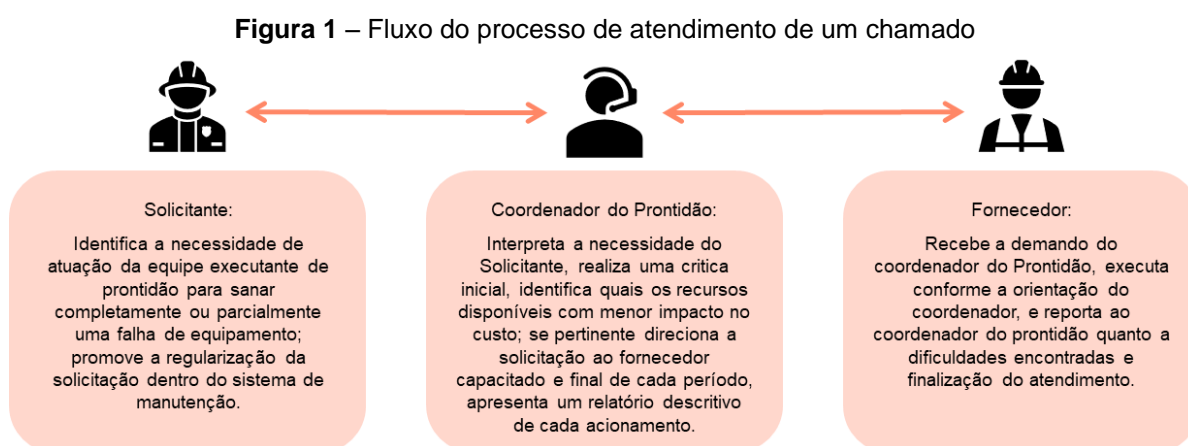 Figura 1 – Fluxo do processo de atendimento de um chamado
Solicitante:
Identifica a necessidade de
atuação da equipe executante de
prontidão para sanar
completamente ou parcialmente
uma falha de equipamento;
promove a regularização da
solicitação dentro do sistema de
manutenção.
Coordenador do Prontidão:
Interpreta a necessidade do
Solicitante, realiza uma critica
inicial, identifica quais os recursos
disponíveis com menor impacto no
custo; se pertinente direciona a
solicitação ao fornecedor
capacitado e final de cada período,
apresenta um relatório descritivo
de cada acionamento.
Fornecedor:
Recebe a demando do
coordenador do Prontidão, executa
conforme a orientação do
coordenador, e reporta ao
coordenador do prontidão quanto a
dificuldades encontradas e
finalização do atendimento.